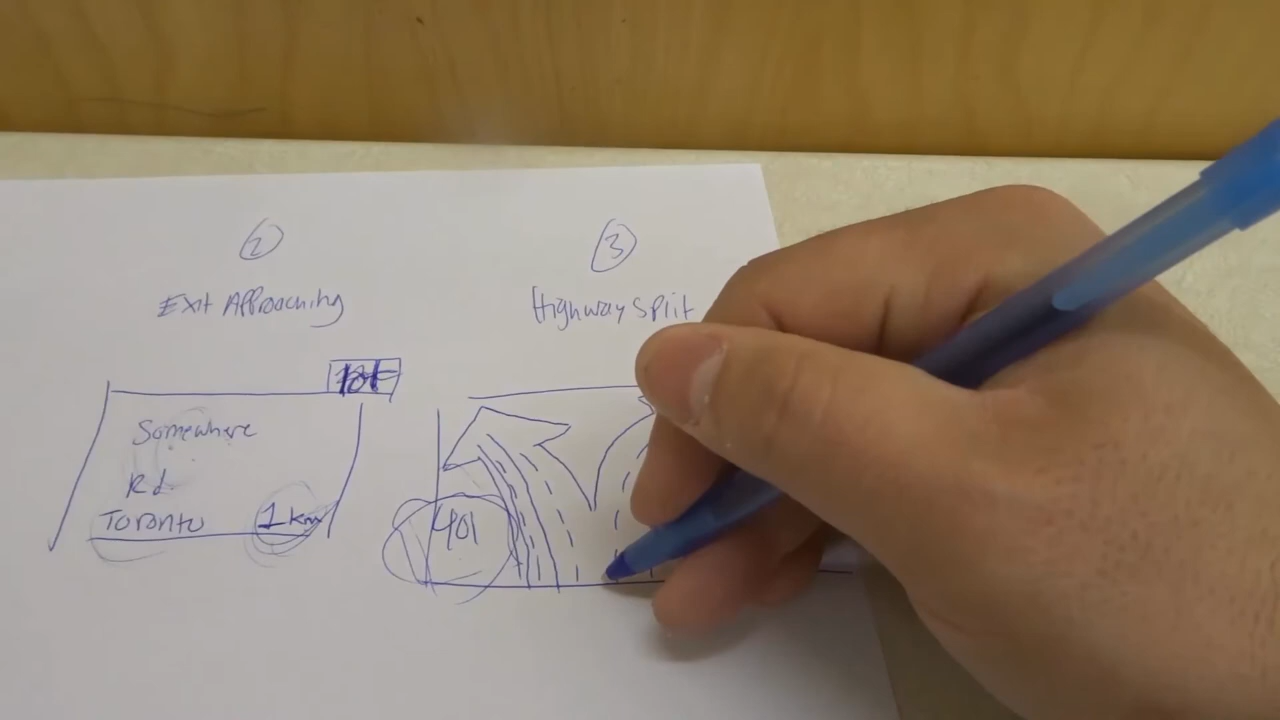 2
Exit Approaching
Somewhere
Rd
Toronto 1 km
3
Highway Split
401